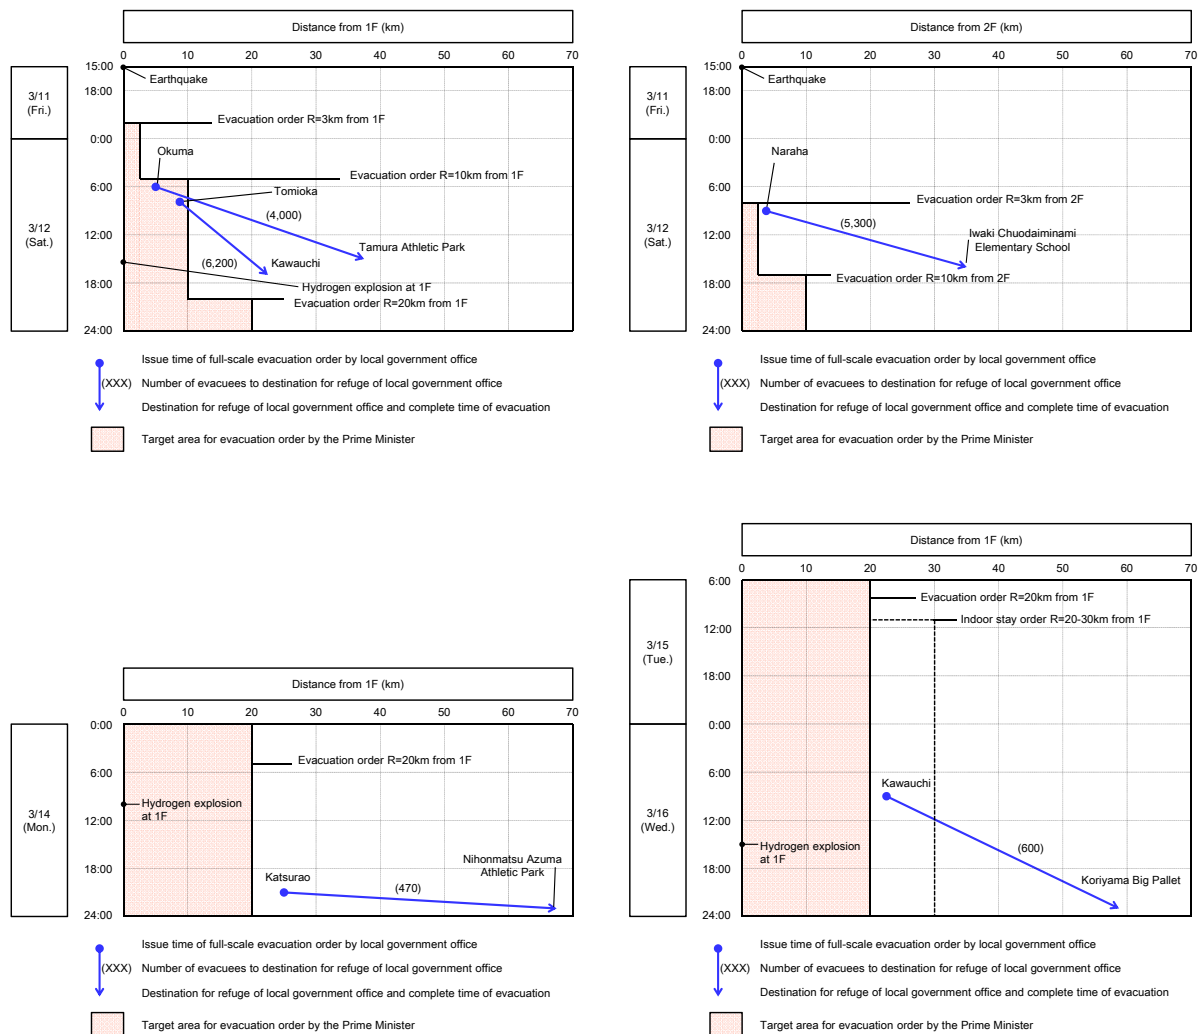 Distance from 1F (km)
0 10 20 30 40 50 60 70
3/11
(Fri.)
3/12
(Sat.)
15:00
18:00
0:00
6:00
12:00
18:00
24:00
Earthquake
Evacuation order R=3km from 1F
Okuma
Evacuation order R=10km from 1F
Tomioka
(4,000)
Tamura Athletic Park
(6,200)
Kawauchi
Hydrogen explosion at 1F
Evacuation order R=20km from 1F
Issue time of full-scale evacuation order by local government office
(XXX) Number of evacuees to destination for refuge of local government office
Destination for refuge of local government office and complete time of evacuation
Target area for evacuation order by the Prime Minister
Distance from 2F (km)
0 10 20 30 40 50 60 70
3/11
(Fri.)
3/12
(Sat.)
15:00
18:00
0:00
6:00
12:00
18:00
24:00
Earthquake
Naraha
Evacuation order R=3km from 2F
(5,300)
Iwaki Chuodaiminami
Elementary School
Evacuation order R=10km from 2F
Issue time of full-scale evacuation order by local government office
(XXX) Number of evacuees to destination for refuge of local government office
Destination for refuge of local government office and complete time of evacuation
Target area for evacuation order by the Prime Minister
Distance from 1F (km)
0 10 20 30 40 50 60 70
3/14
(Mon.)
0:00
6:00
12:00
18:00
24:00
Evacuation order R=20km from 1F
Hydrogen explosion
at 1F
Katsurao
(470)
Nihonmatsu Azuma
Athletic Park
Issue time of full-scale evacuation order by local government office
(XXX) Number of evacuees to destination for refuge of local government office
Destination for refuge of local government office and complete time of evacuation
Target area for evacuation order by the Prime Minister
Distance from 1F (km)
0 10 20 30 40 50 60 70
3/15
(Tue.)
3/16
(Wed.)
6:00
12:00
18:00
0:00
6:00
12:00
18:00
24:00
Evacuation order R=20km from 1F
Indoor stay order R=20-30km from 1F
Kawauchi
Hydrogen explosion
at 1F
(600)
Koriyama Big Pallet
Issue time of full-scale evacuation order by local government office
(XXX) Number of evacuees to destination for refuge of local government office
Destination for refuge of local government office and complete time of evacuation
Target area for evacuation order by the Prime Minister